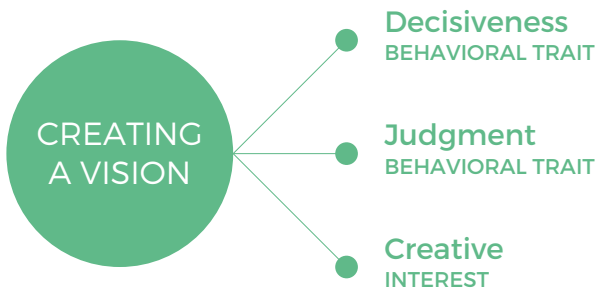 CREATING
A VISION
Decisiveness
BEHAVIORAL TRAIT
Judgment
BEHAVIORAL TRAIT
Creative
INTEREST